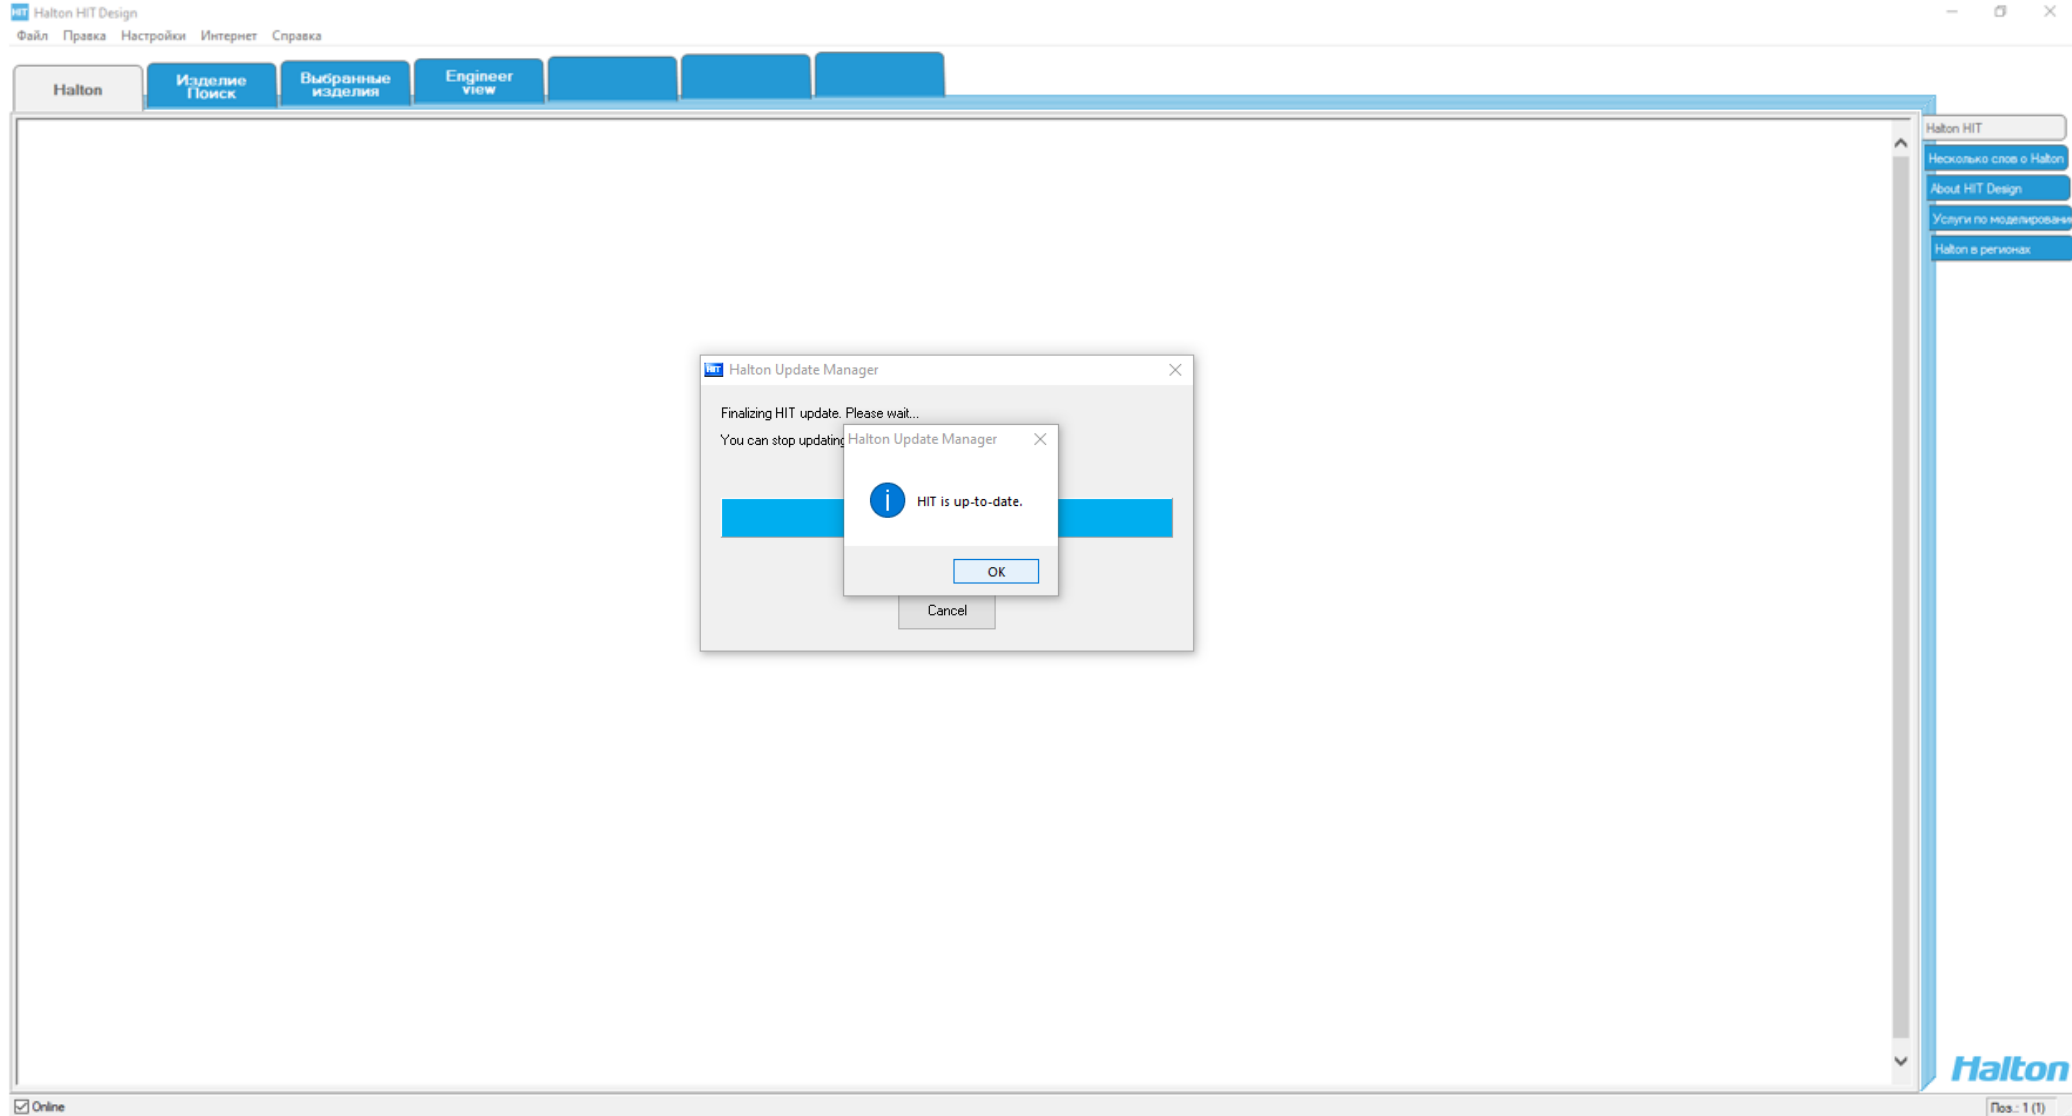 HIT Halton HIT Design
Файл Правка Настройки Интернет Справка
Halton
Изделие
Поиск
Выбранные
изделия
Engineer
view
Halton HIT
Несколько слов о Halton
About HIT Design
Услуги по моделировани
Halton в регионах
HIT Halton Update Manager
Finalizing HIT update. Please wait...
You can stop updating
Halton Update Manager
HIT is up-to-date.
OK
Cancel
Halton
Online
Поз.: 1 (1)